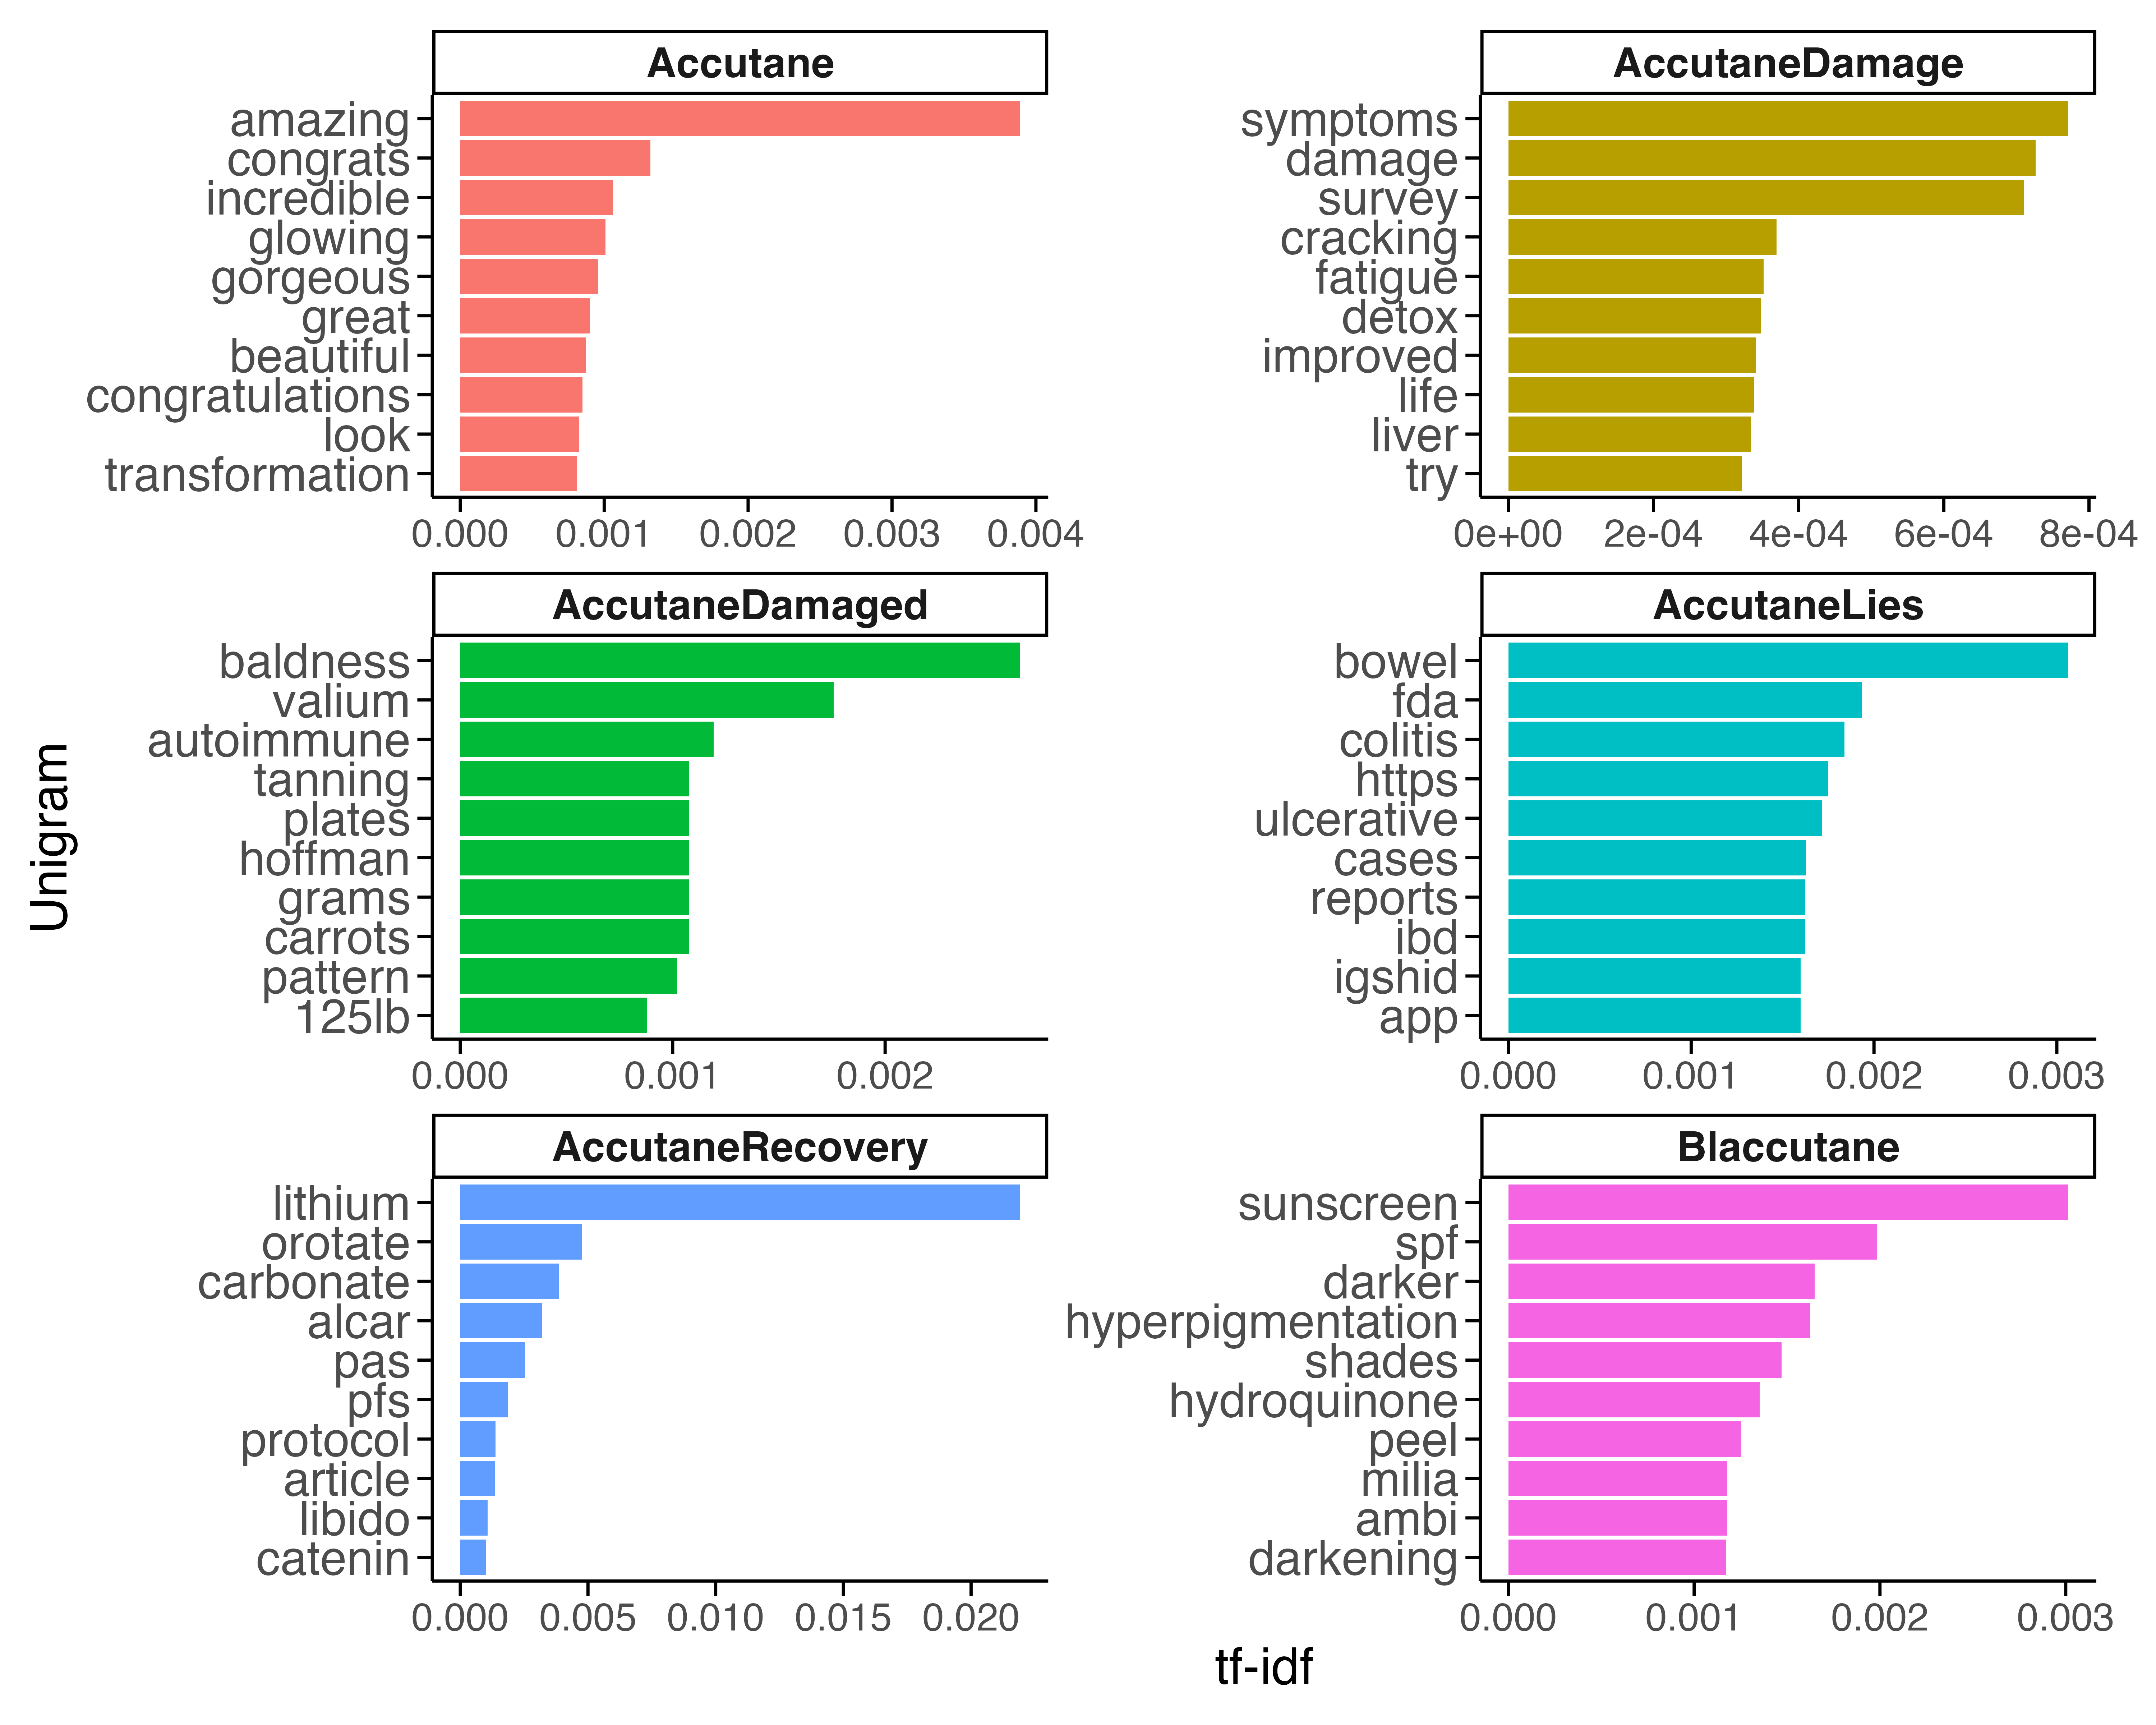 Accutane
amazing
congrats
incredible
glowing
gorgeous
great
beautiful
congratulations
look
transformation
0.000 0.001 0.002 0.003 0.004
AccutaneDamage
symptoms
damage
survey
cracking
fatigue
detox
improved
life
liver
try
0e+00 2e-04 4e-04 6e-04 8e-04
AccutaneDamaged
baldness
valium
autoimmune
tanning
plates
hoffman
grams
carrots
pattern
125lb
0.000 0.001 0.002
AccutaneLies
bowel
fda
colitis
https
ulcerative
cases
reports
ibd
igshid
app
0.000 0.001 0.002 0.003
AccutaneRecovery
lithium
orotate
carbonate
alcar
pas
pfs
protocol
article
libido
catenin
0.000 0.005 0.010 0.015 0.020
Blaccutane
sunscreen
spf
darker
hyperpigmentation
shades
hydroquinone
peel
milia
ambi
darkening
0.000 0.001 0.002 0.003
Unigram
tf-idf